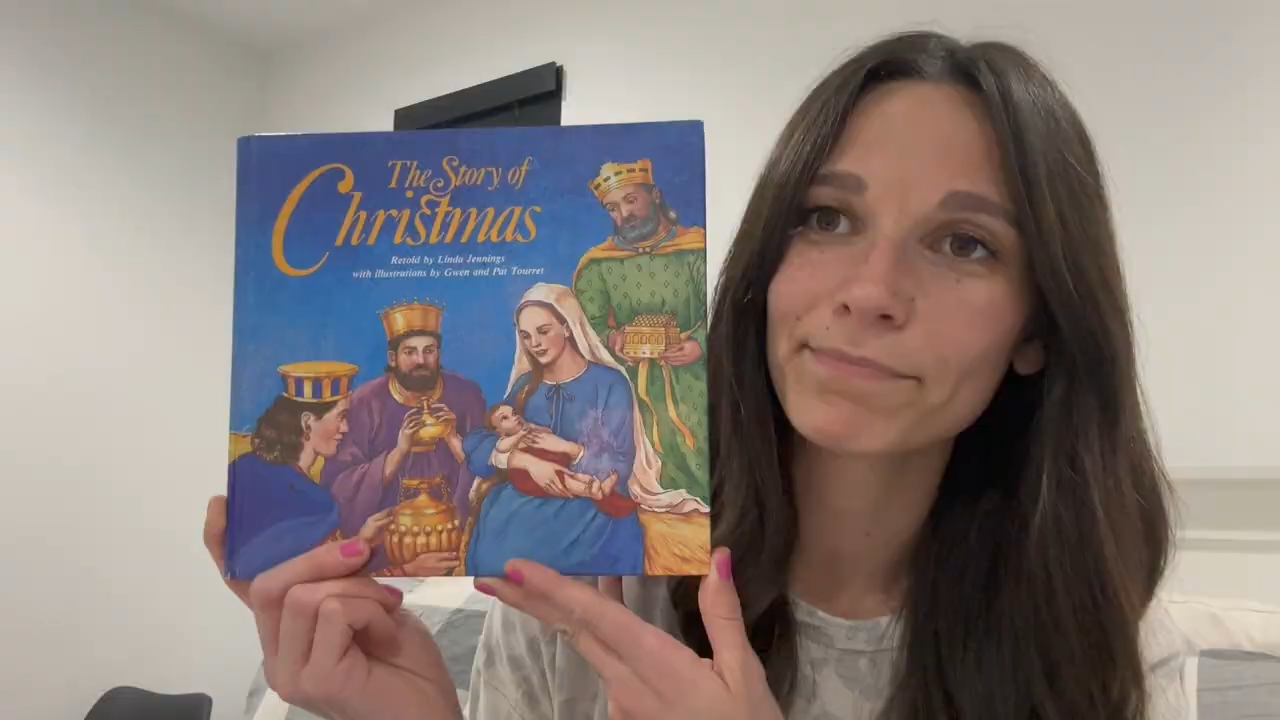 The Story of
Christmas
Retold by Linda Jennings
with illustrations by Gwen and Pat Tourret